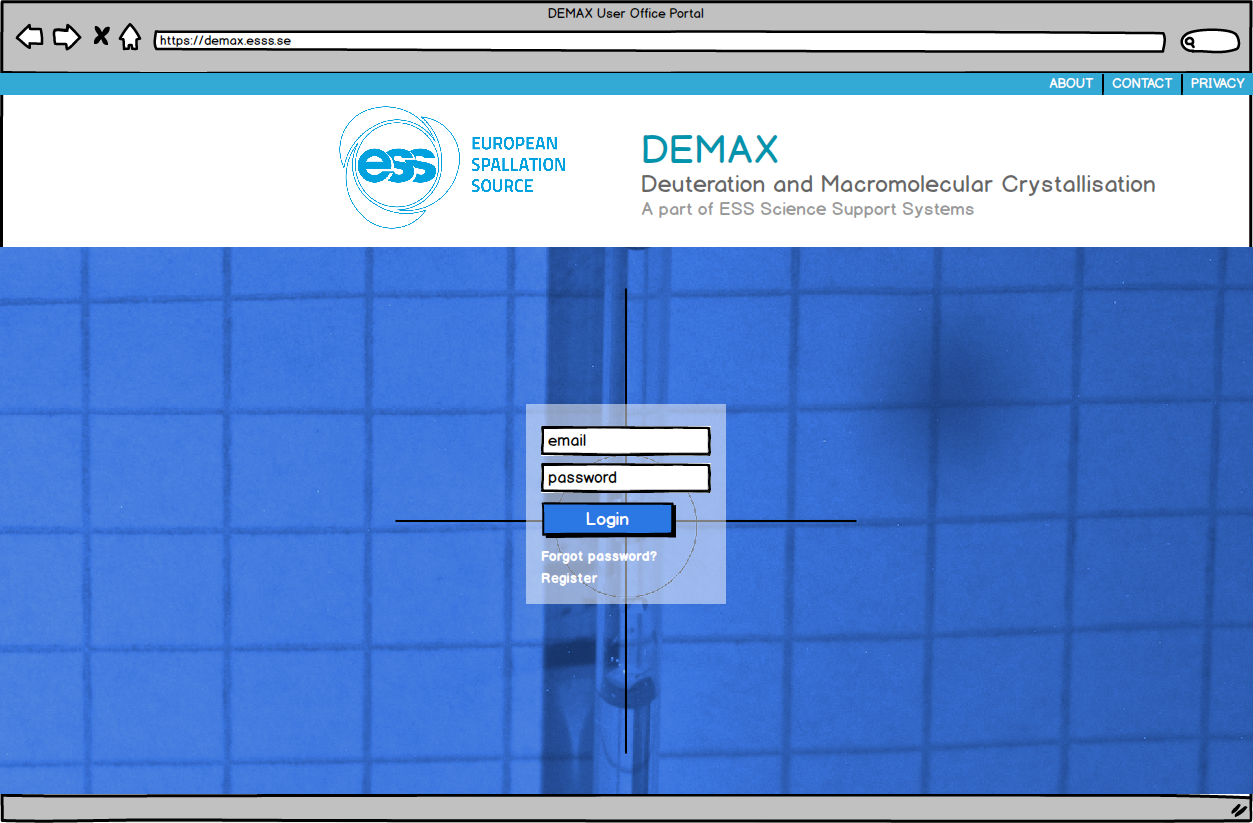 DEMAX User Office Portal
https://demax.esss.se
ABOUT CONTACT PRIVACY
ess
EUROPEAN
SPALLATION
SOURCE
DEMAX
Deuteration and Macromolecular Crystallisation
A part of ESS Science Support Systems
email
password
Login
Forgot password?
Register